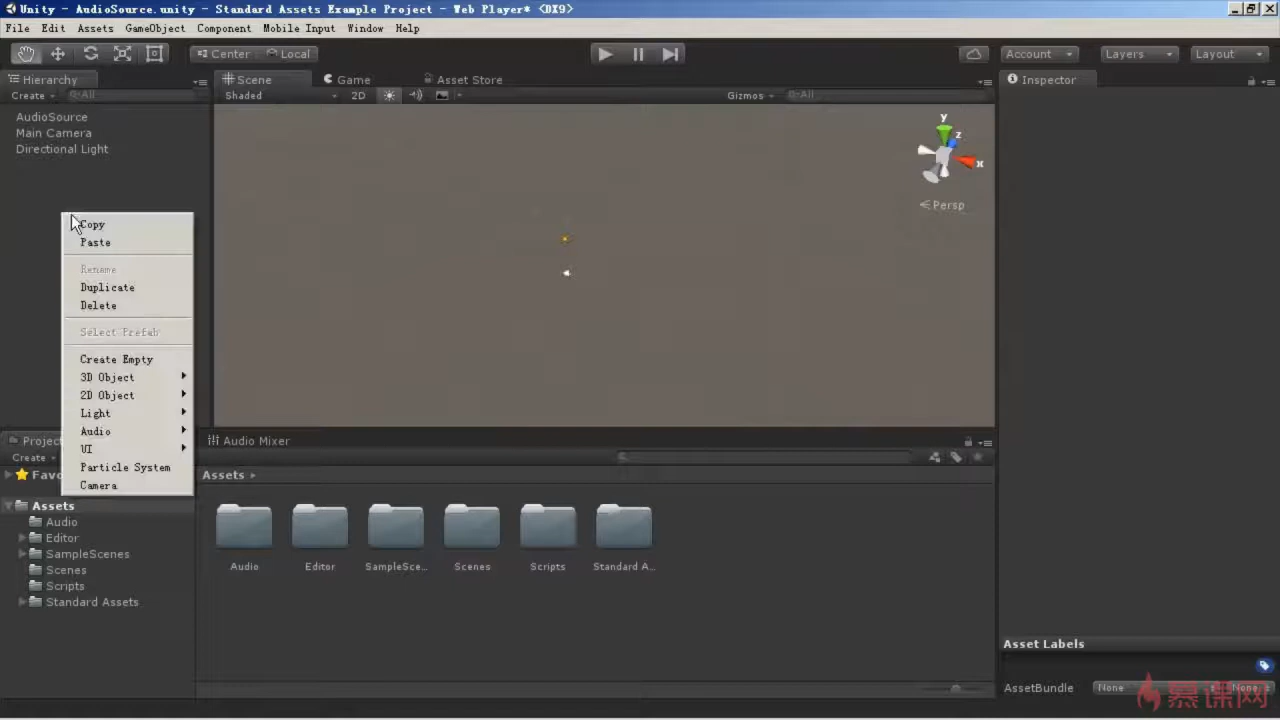 Unity - AudioSource.unity - Standard Assets Example Project - Web Player* <DX9>
File Edit Assets GameObject Component Mobile Input Window Help
Center Local Account Layers Layout
Hierarchy
Create All
AudioSource
Main Camera
Directional Light
Scene Game Asset Store
Shaded 2D Gizmos All
y
z
x
Persp
Inspector
Copy
Paste
Rename
Duplicate
Delete
Select Prefab
Create Empty
3D Object
2D Object
Light
Audio
UI
Particle System
Camera
Project
Create
Favo
Assets
Audio
Editor
SampleScenes
Scenes
Scripts
Standard Assets
Audio Mixer
Assets
Audio
Editor
SampleSce...
Scenes
Scripts
Standard A...
Asset Labels
AssetBundle None None
慕课网